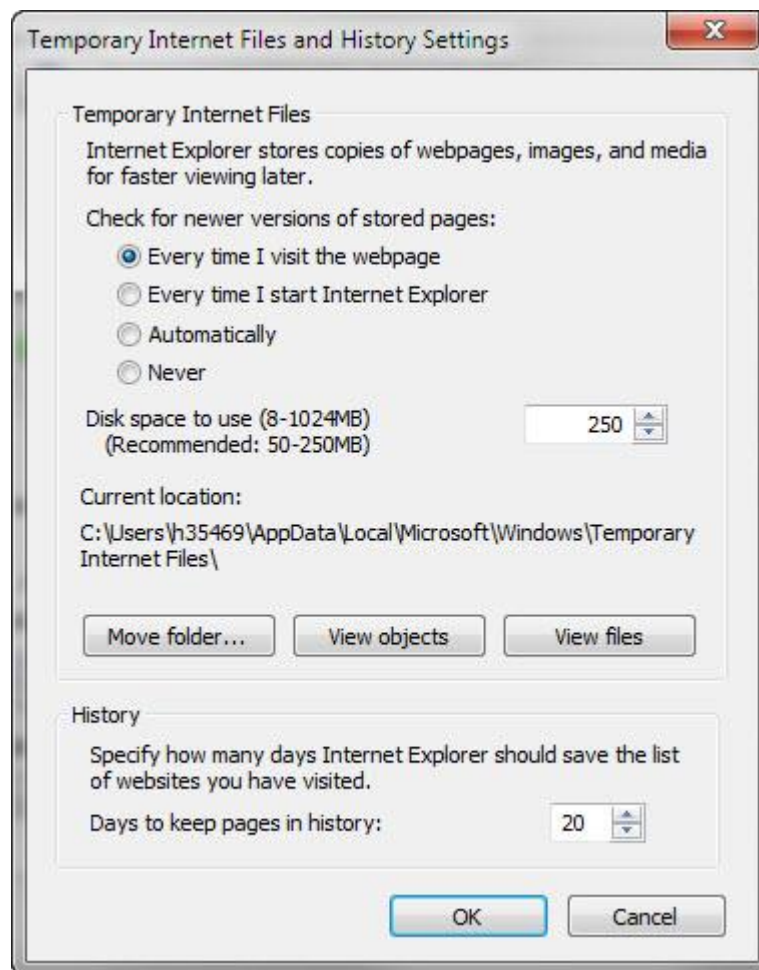 Temporary Internet Files and History Settings
Temporary Internet Files
Internet Explorer stores copies of webpages, images, and media
for faster viewing later.
Check for newer versions of stored pages:
Every time I visit the webpage
Every time I start Internet Explorer
Automatically
Never
Disk space to use (8-1024MB)
(Recommended: 50-250MB)
250
Current location:
C:\Users\h35469\AppData\Local\Microsoft\Windows\Temporary
Internet Files\
Move folder... View objects View files
History
Specify how many days Internet Explorer should save the list
of websites you have visited.
Days to keep pages in history: 20
OK Cancel